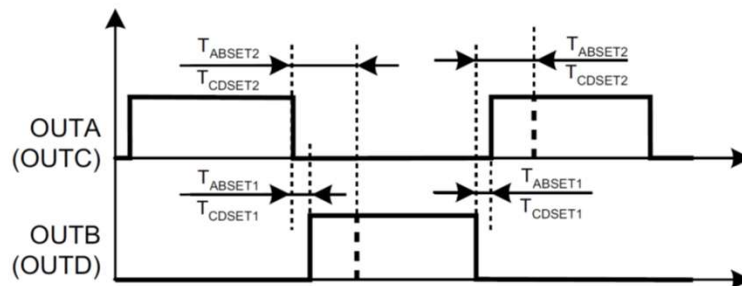 TABSET2
TCDSET2
TABSET2
TCDSET2
OUTA
(OUTC)
TABSET1
TCDSET1
TABSET1
TCDSET1
OUTB
(OUTD)